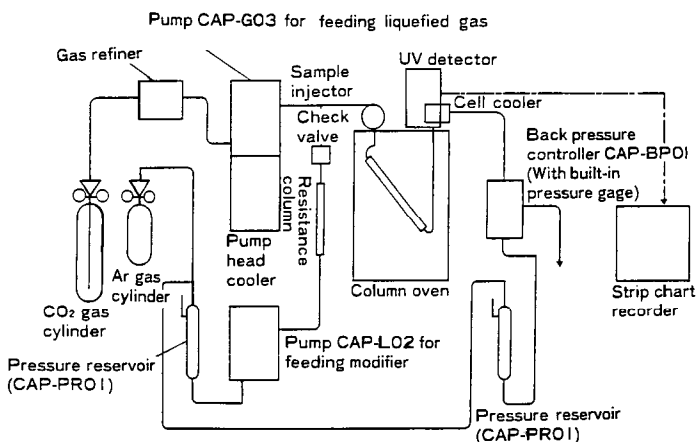 Pump CAP-G03 for feeding liquefied gas
Gas refiner
UV detector
Sample
injector
Cell cooler
Check
valve
Back pressure
controller CAP-BP01
(With built-in
pressure gage)
Resistance
column
Pump
head
cooler
Ar gas
cylinder
CO₂ gas
cylinder
Column oven
Strip chart
recorder
Pump CAP-L02 for
feeding modifier
Pressure reservoir
(CAP-PR01)
Pressure reservoir
(CAP-PR01)